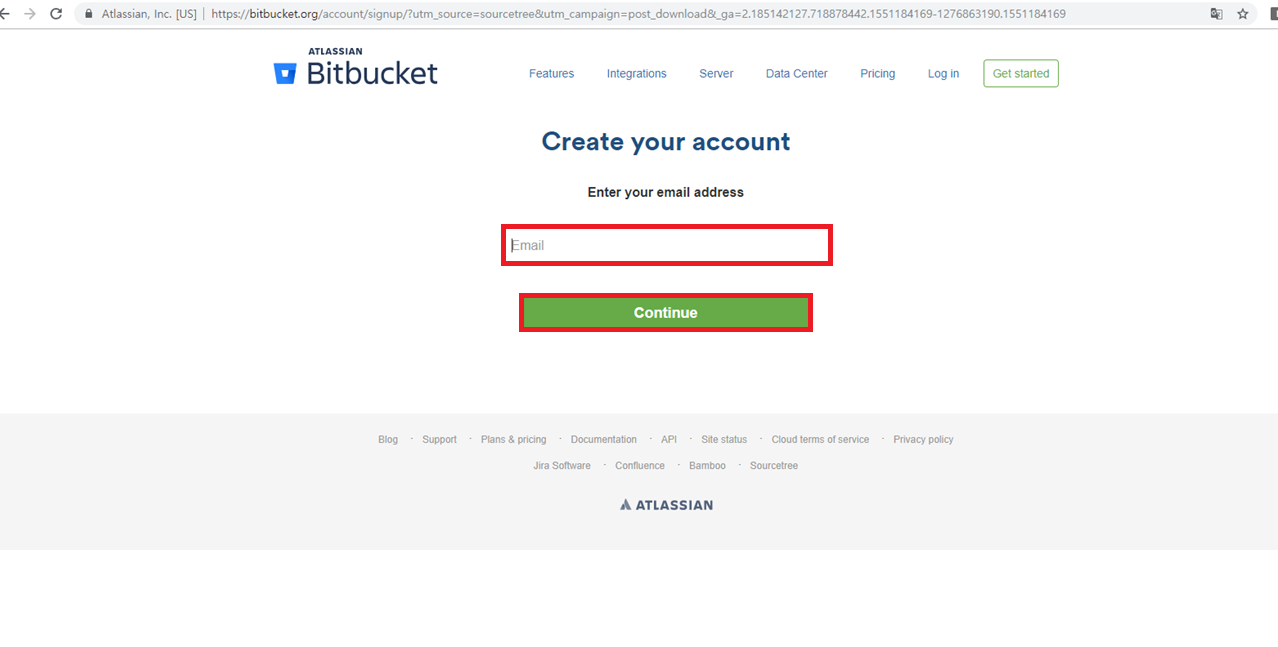 Atlassian, Inc. [US] | https://bitbucket.org/account/signup/?utm_source=sourcetree&utm_campaign=post_download&_ga=2.185142127.718878442.1551184169-1276863190.1551184169
ATLASSIAN
Bitbucket
Features Integrations Server Data Center Pricing Log in Get started
Create your account
Enter your email address
Email
Continue
Blog · Support · Plans & pricing · Documentation · API · Site status · Cloud terms of service · Privacy policy
Jira Software · Confluence · Bamboo · Sourcetree
ATLASSIAN